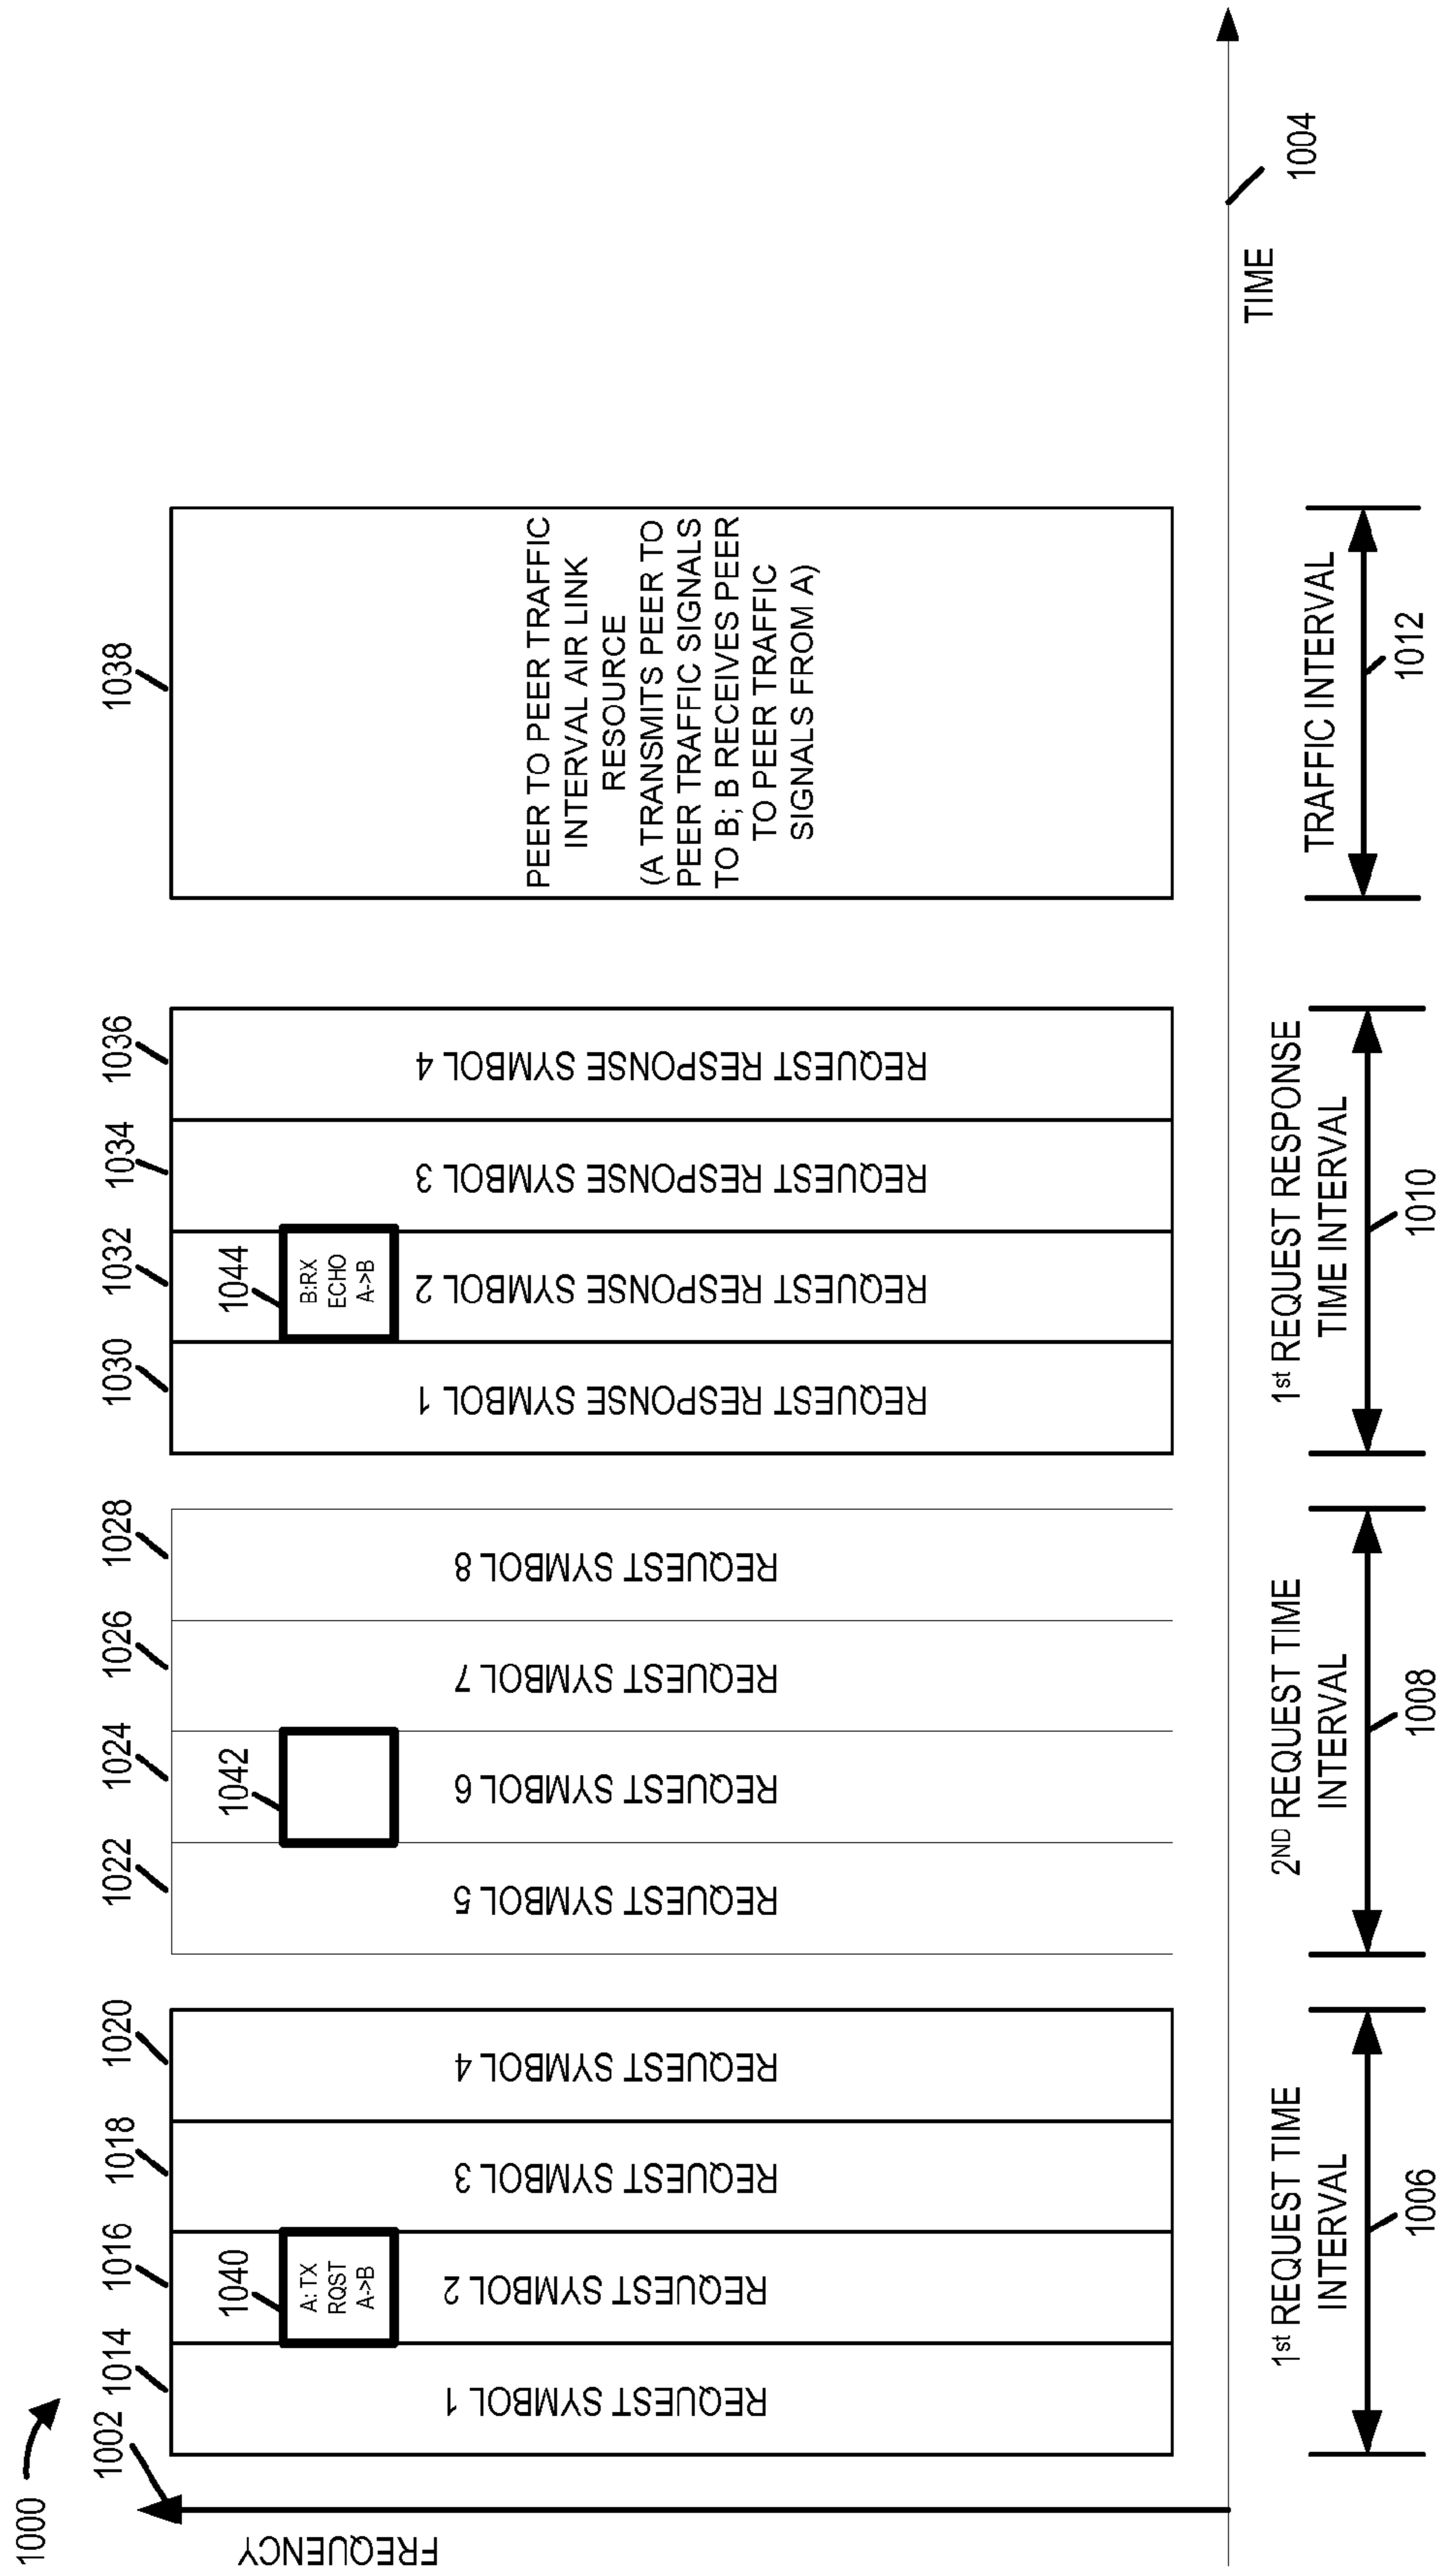 1000
1002
FREQUENCY
1014
1016
1018
1020
1022
1024
1026
1028
1030
1032
1034
1036
1038
1040
A: TX
RQST
A->B
REQUEST SYMBOL 1
REQUEST SYMBOL 2
REQUEST SYMBOL 3
REQUEST SYMBOL 4
1042
REQUEST SYMBOL 5
REQUEST SYMBOL 6
REQUEST SYMBOL 7
REQUEST SYMBOL 8
1044
B:RX
ECHO
A->B
REQUEST RESPONSE SYMBOL 1
REQUEST RESPONSE SYMBOL 2
REQUEST RESPONSE SYMBOL 3
REQUEST RESPONSE SYMBOL 4
PEER TO PEER TRAFFIC
INTERVAL AIR LINK
RESOURCE
(A TRANSMITS PEER TO
PEER TRAFFIC SIGNALS
TO B; B RECEIVES PEER
TO PEER TRAFFIC
SIGNALS FROM A)
TIME
1004
1st REQUEST TIME
INTERVAL
1006
2ND REQUEST TIME
INTERVAL
1008
1st REQUEST RESPONSE
TIME INTERVAL
1010
TRAFFIC INTERVAL
1012